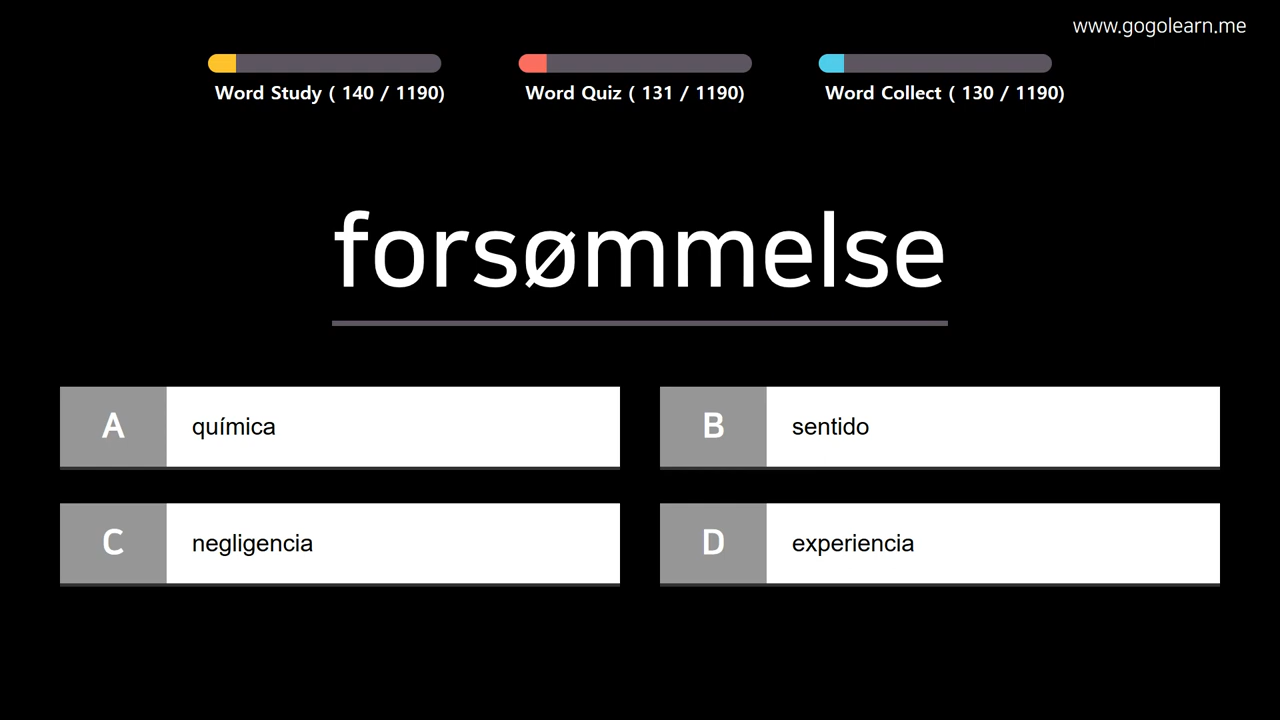 www.gogolearn.me
Word Study ( 140 / 1190)
Word Quiz ( 131 / 1190)
Word Collect ( 130 / 1190)
forsømmelse
A química
B sentido
C negligencia
D experiencia